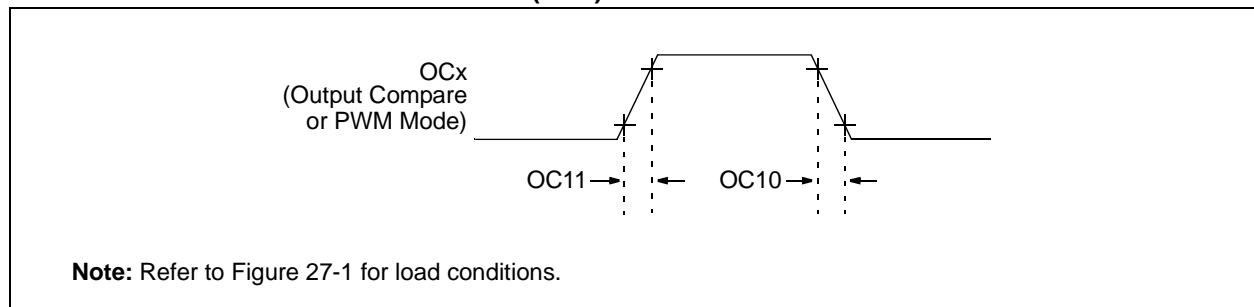 OCx
(Output Compare
or PWM Mode)
OC11
OC10
Note: Refer to Figure 27-1 for load conditions.